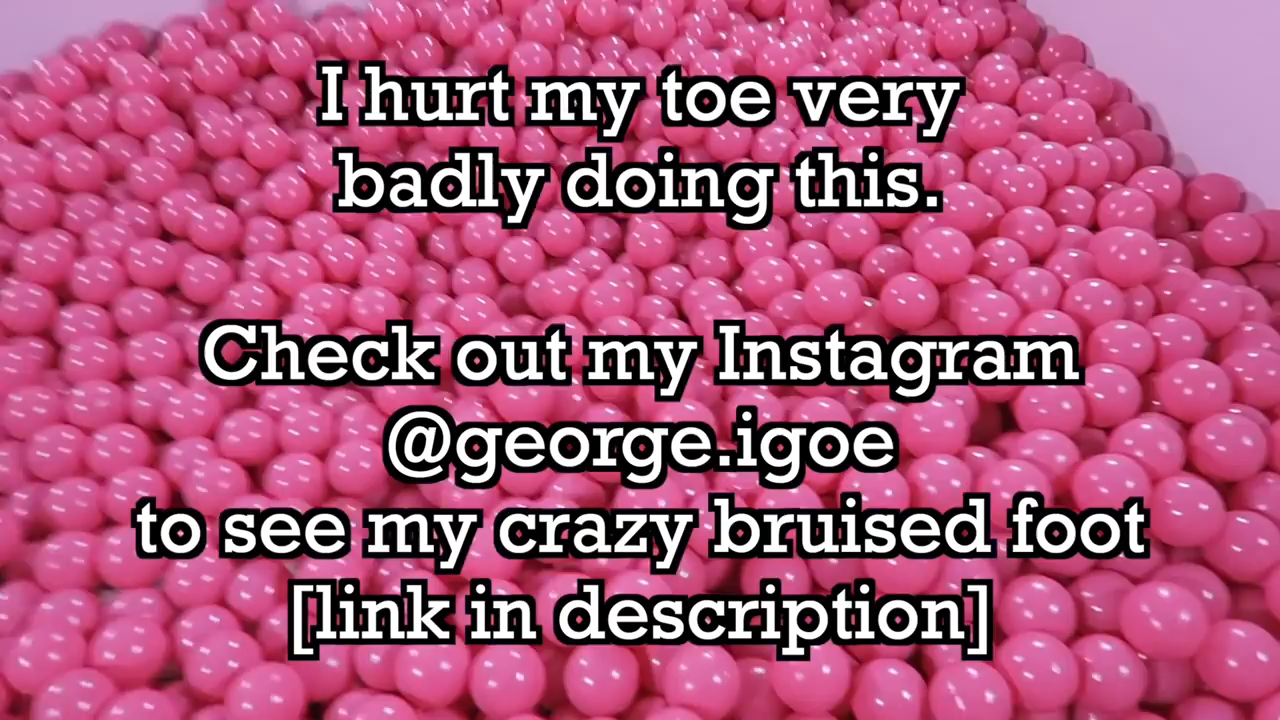 I hurt my toe very
badly doing this.
Check out my Instagram
@george.igoe
to see my crazy bruised foot
[link in description]